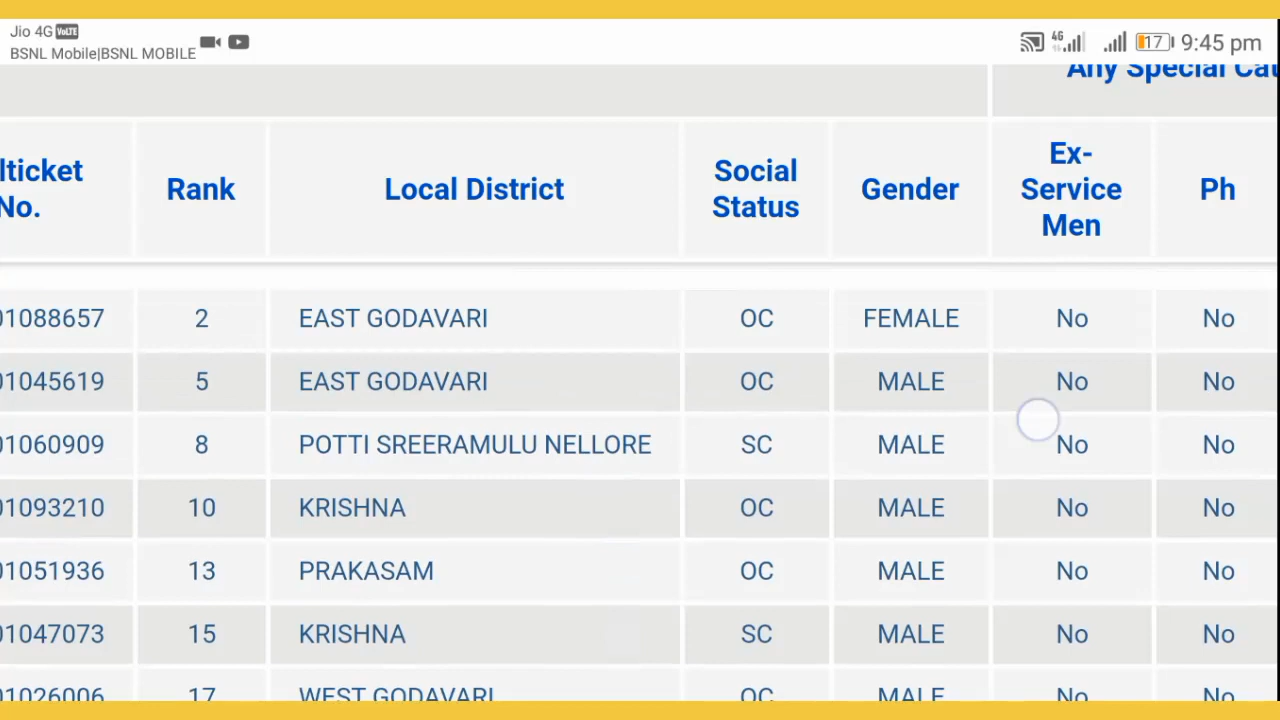 Jio 4G VoLTE
BSNL Mobile|BSNL MOBILE
4G 17 9:45 pm
Any Special Cat
lticket No. Rank Local District Social Status Gender Ex-Service Men Ph
01088657 2 EAST GODAVARI OC FEMALE No No
01045619 5 EAST GODAVARI OC MALE No No
01060909 8 POTTI SREERAMULU NELLORE SC MALE No No
01093210 10 KRISHNA OC MALE No No
01051936 13 PRAKASAM OC MALE No No
01047073 15 KRISHNA SC MALE No No
01026006 17 WEST GODAVARI OC MALE No No